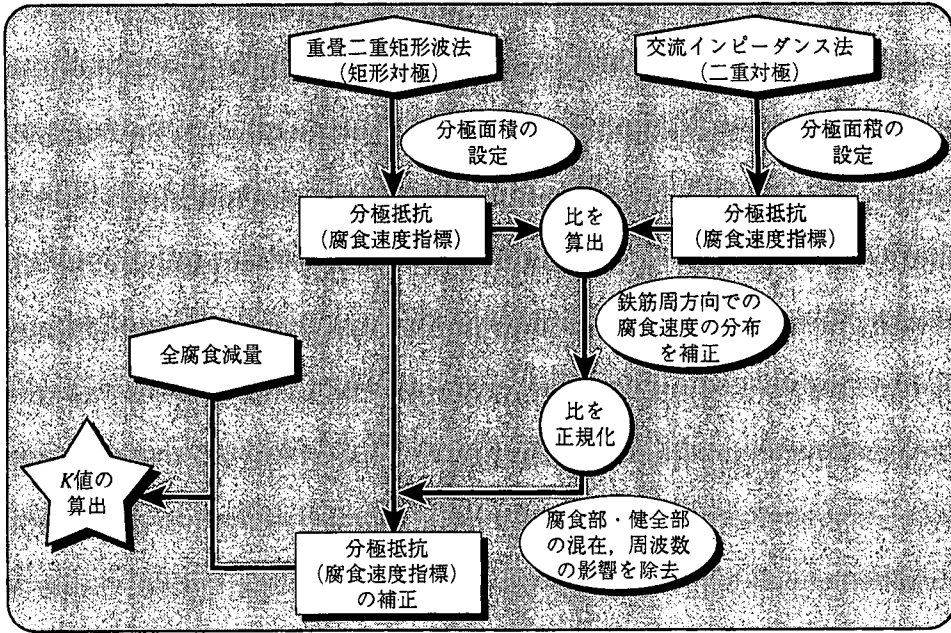 重畳二重矩形波法
(矩形対極)
交流インピーダンス法
(二重対極)
分極面積の
設定
分極面積の
設定
分極抵抗
(腐食速度指標)
比を
算出
分極抵抗
(腐食速度指標)
鉄筋周方向での
腐食速度の分布
を補正
全腐食減量
比を
正規化
K値の
算出
腐食部・健全部
の混在，周波数
の影響を除去
分極抵抗
(腐食速度指標)
の補正